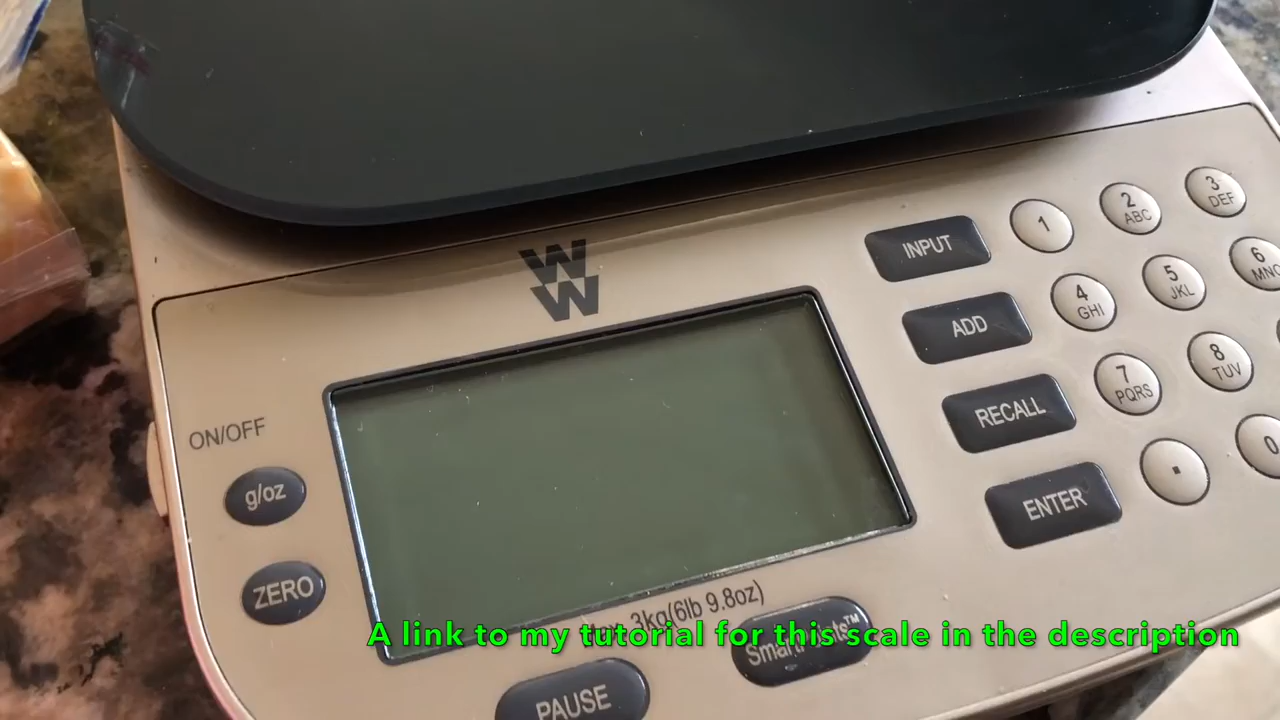 W
W
INPUT
1
2
ABC
3
DEF
ADD
4
GHI
5
JKL
6
MNO
RECALL
7
PQRS
8
TUV
ENTER
.
0
ON/OFF
g/oz
ZERO
Max. 3kg(6lb 9.8oz)
SmartPoints™
PAUSE
A link to my tutorial for this scale in the description